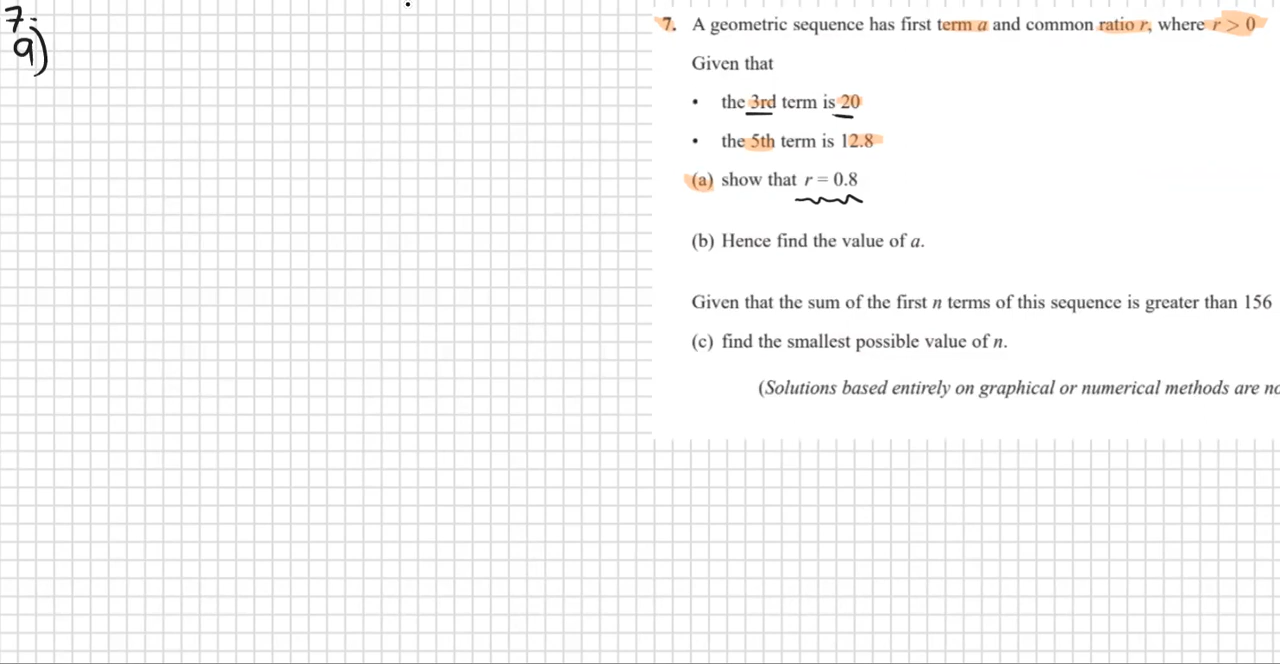 7.
a)
7. A geometric sequence has first term a and common ratio r, where r > 0
Given that
• the 3rd term is 20
• the 5th term is 12.8
(a) show that r = 0.8
(b) Hence find the value of a.
Given that the sum of the first n terms of this sequence is greater than 156
(c) find the smallest possible value of n.
(Solutions based entirely on graphical or numerical methods are